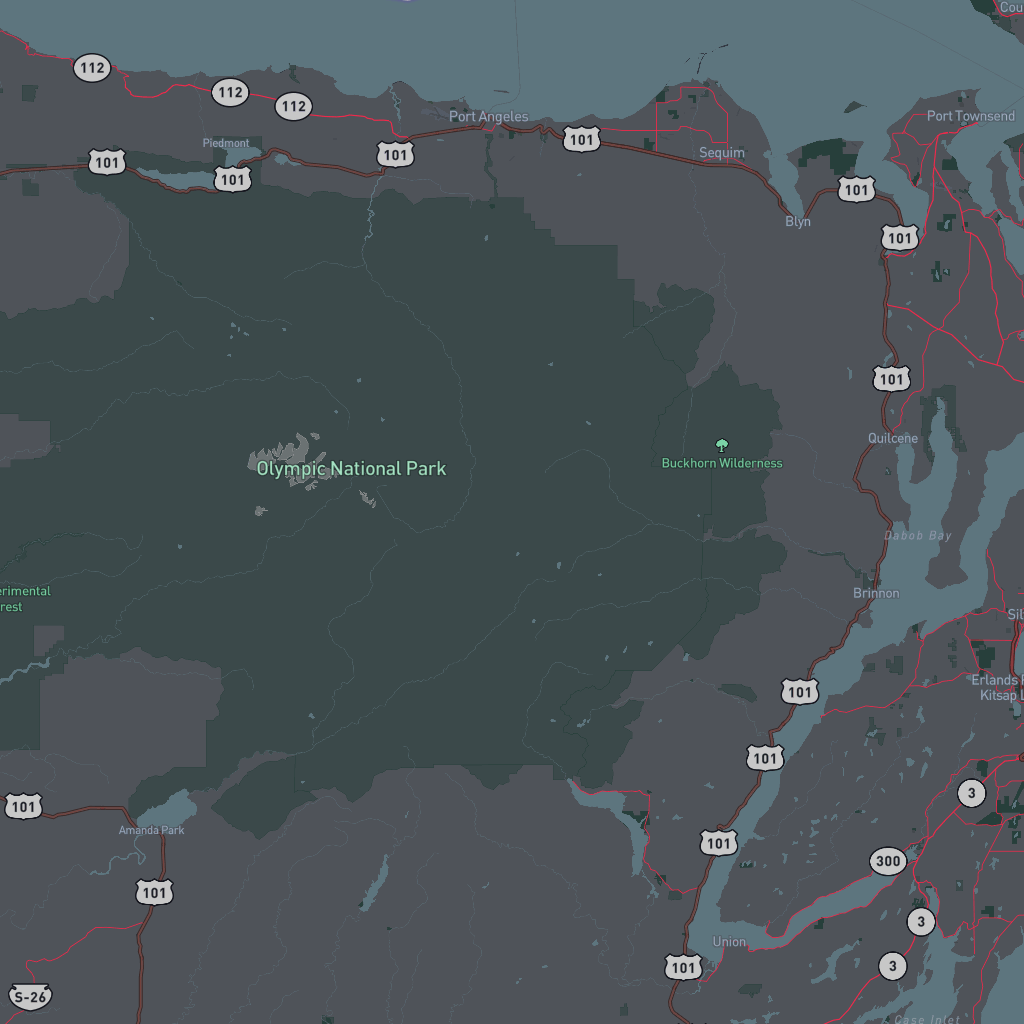 Cou
112
112
112
Port Angeles
Port Townsend
101
Piedmont
101
101
101
Sequim
101
Blyn
101
101
101
Quilcene
Olympic National Park
Buckhorn Wilderness
Dabob Bay
erimental
rest
Brinnon
Sil
Erlands P
Kitsap L
101
101
3
101
Amanda Park
101
300
101
3
Union
101
3
S-26
Case Inlet